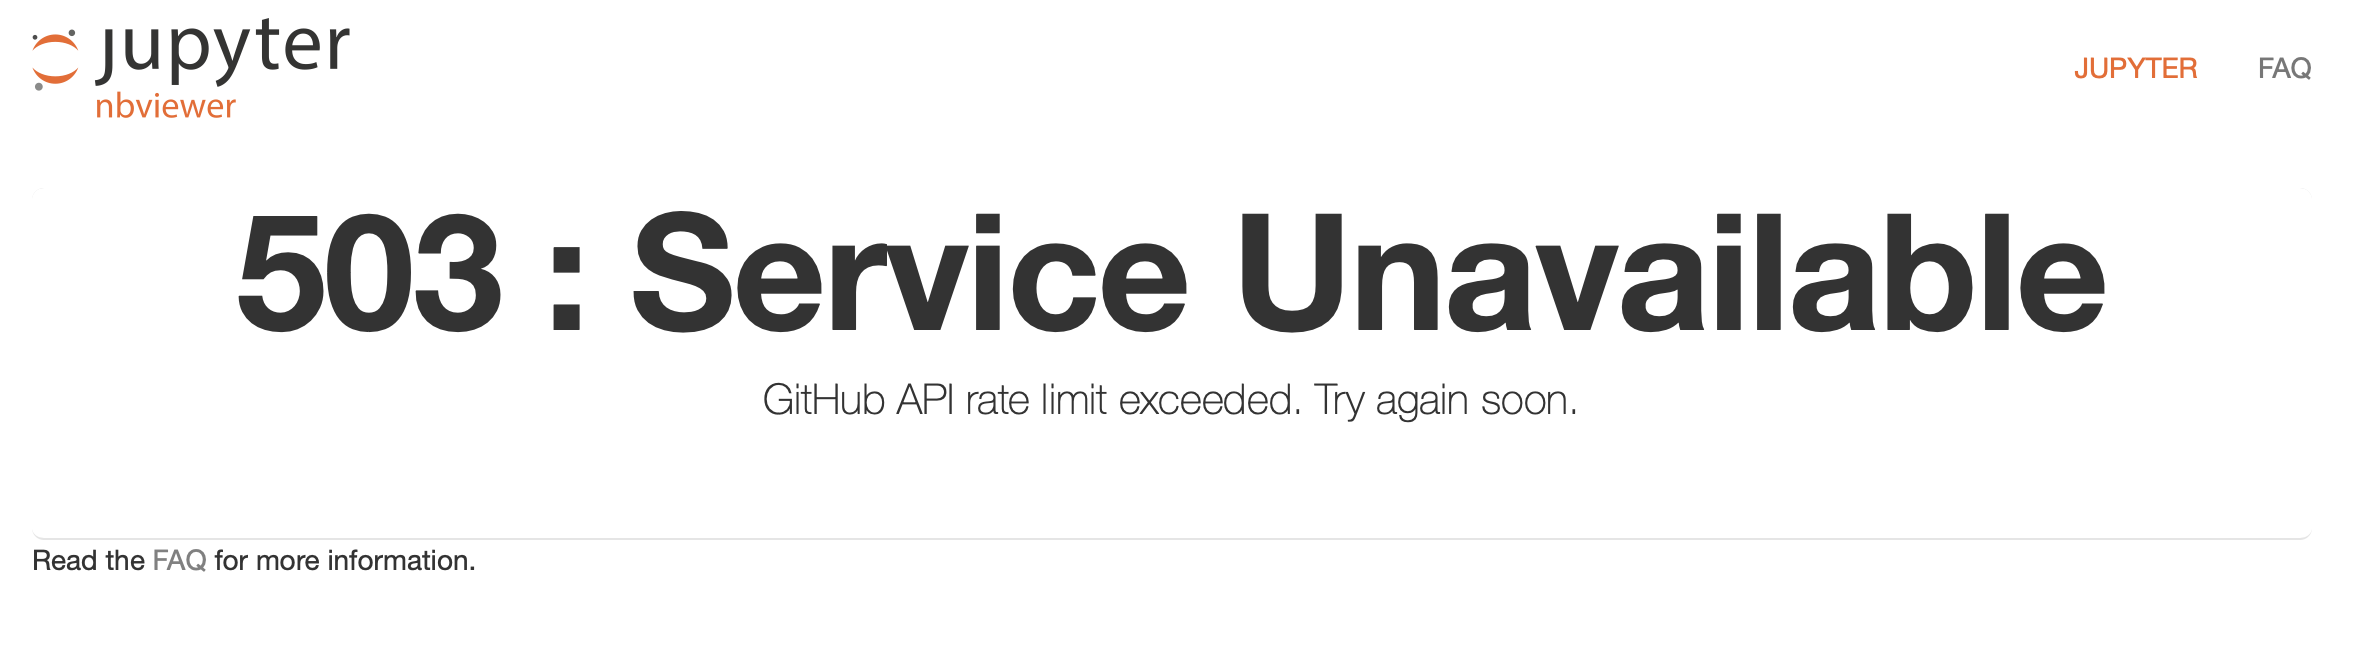 jupyter
nbviewer
JUPYTER FAQ
503 : Service Unavailable
GitHub API rate limit exceeded. Try again soon.
Read the FAQ for more information.